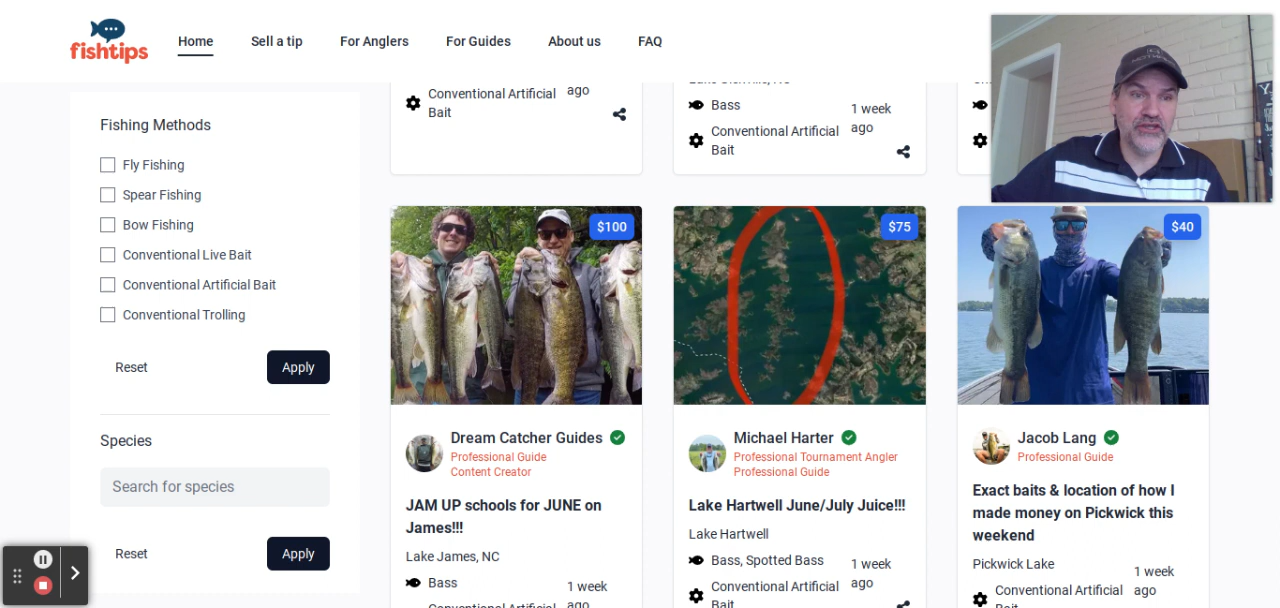 fishtips
Home
Sell a tip
For Anglers
For Guides
About us
FAQ
Fishing Methods
Fly Fishing
Spear Fishing
Bow Fishing
Conventional Live Bait
Conventional Artificial Bait
Conventional Trolling
Reset
Apply
Species
Search for species
Reset
Apply
Conventional Artificial
Bait
ago
Bass
Conventional Artificial
Bait
1 week
ago
$100
Dream Catcher Guides
Professional Guide
Content Creator
JAM UP schools for JUNE on
James!!!
Lake James, NC
Bass
1 week
ago
$75
Michael Harter
Professional Tournament Angler
Professional Guide
Lake Hartwell June/July Juice!!!
Lake Hartwell
Bass, Spotted Bass
Conventional Artificial
Bait
1 week
ago
$40
Jacob Lang
Professional Guide
Exact baits & location of how I
made money on Pickwick this
weekend
Pickwick Lake
Conventional Artificial
1 week
ago